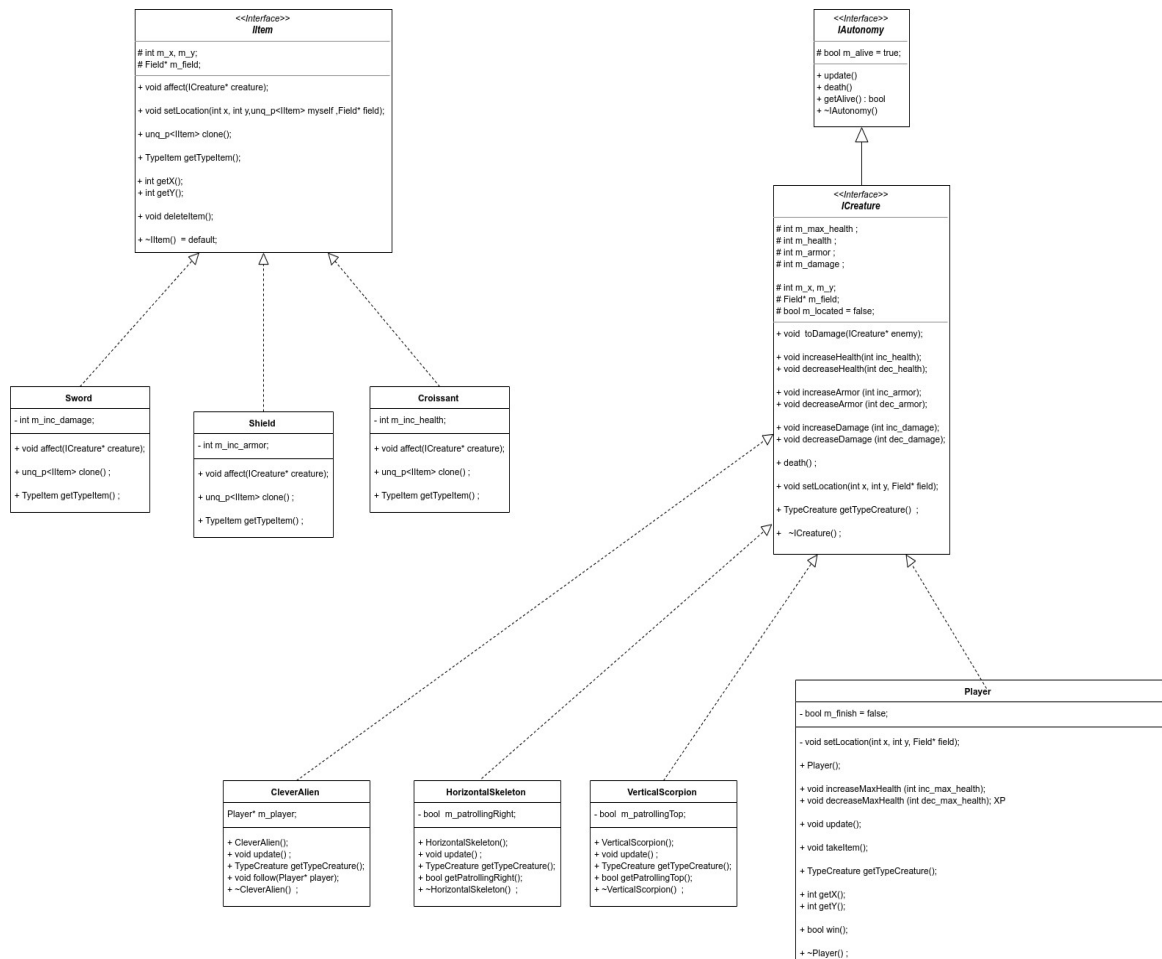 <<Interface>>
IItem
# int m_x, m_y;
# Field* m_field;
+ void affect(ICreature* creature);
+ void setLocation(int x, int y,unq_p<IItem> myself ,Field* field);
+ unq_p<IItem> clone();
+ TypeItem getTypeItem();
+ int getX();
+ int getY();
+ void deleteItem();
+ ~IItem()  = default;
<<Interface>>
IAutonomy
# bool m_alive = true;
+ update()
+ death()
+ getAlive() : bool
+ ~IAutonomy()
<<Interface>>
ICreature
# int m_max_health ;
# int m_health ;
# int m_armor ;
# int m_damage ;
# int m_x, m_y;
# Field* m_field;
# bool m_located = false;
+ void  toDamage(ICreature* enemy);
+ void increaseHealth(int inc_health);
+ void decreaseHealth(int dec_health);
+ void increaseArmor (int inc_armor);
+ void decreaseArmor (int dec_armor);
+ void increaseDamage (int inc_damage);
+ void decreaseDamage (int dec_damage);
+ death() ;
+ void setLocation(int x, int y, Field* field);
+ TypeCreature getTypeCreature()  ;
+   ~ICreature() ;
Sword
- int m_inc_damage;
+ void affect(ICreature* creature);
+ unq_p<IItem> clone() ;
+ TypeItem getTypeItem() ;
Shield
- int m_inc_armor;
+ void affect(ICreature* creature);
+ unq_p<IItem> clone() ;
+ TypeItem getTypeItem() ;
Croissant
- int m_inc_health;
+ void affect(ICreature* creature);
+ unq_p<IItem> clone() ;
+ TypeItem getTypeItem() ;
CleverAlien
Player* m_player;
+ CleverAlien();
+ void update() ;
+ TypeCreature getTypeCreature();
+ void follow(Player* player);
+ ~CleverAlien()  ;
HorizontalSkeleton
- bool  m_patrollingRight;
+ HorizontalSkeleton();
+ void update() ;
+ TypeCreature getTypeCreature();
+ bool getPatrollingRight();
+ ~HorizontalSkeleton()  ;
VerticalScorpion
- bool  m_patrollingTop;
+ VerticalScorpion();
+ void update() ;
+ TypeCreature getTypeCreature();
+ bool getPatrollingTop();
+ ~VerticalScorpion()  ;
Player
- bool m_finish = false;
- void setLocation(int x, int y, Field* field);
+ Player();
+ void increaseMaxHealth (int inc_max_health);
+ void decreaseMaxHealth (int dec_max_health); XP
+ void update();
+ void takeItem();
+ TypeCreature getTypeCreature();
+ int getX();
+ int getY();
+ bool win();
+ ~Player() ;